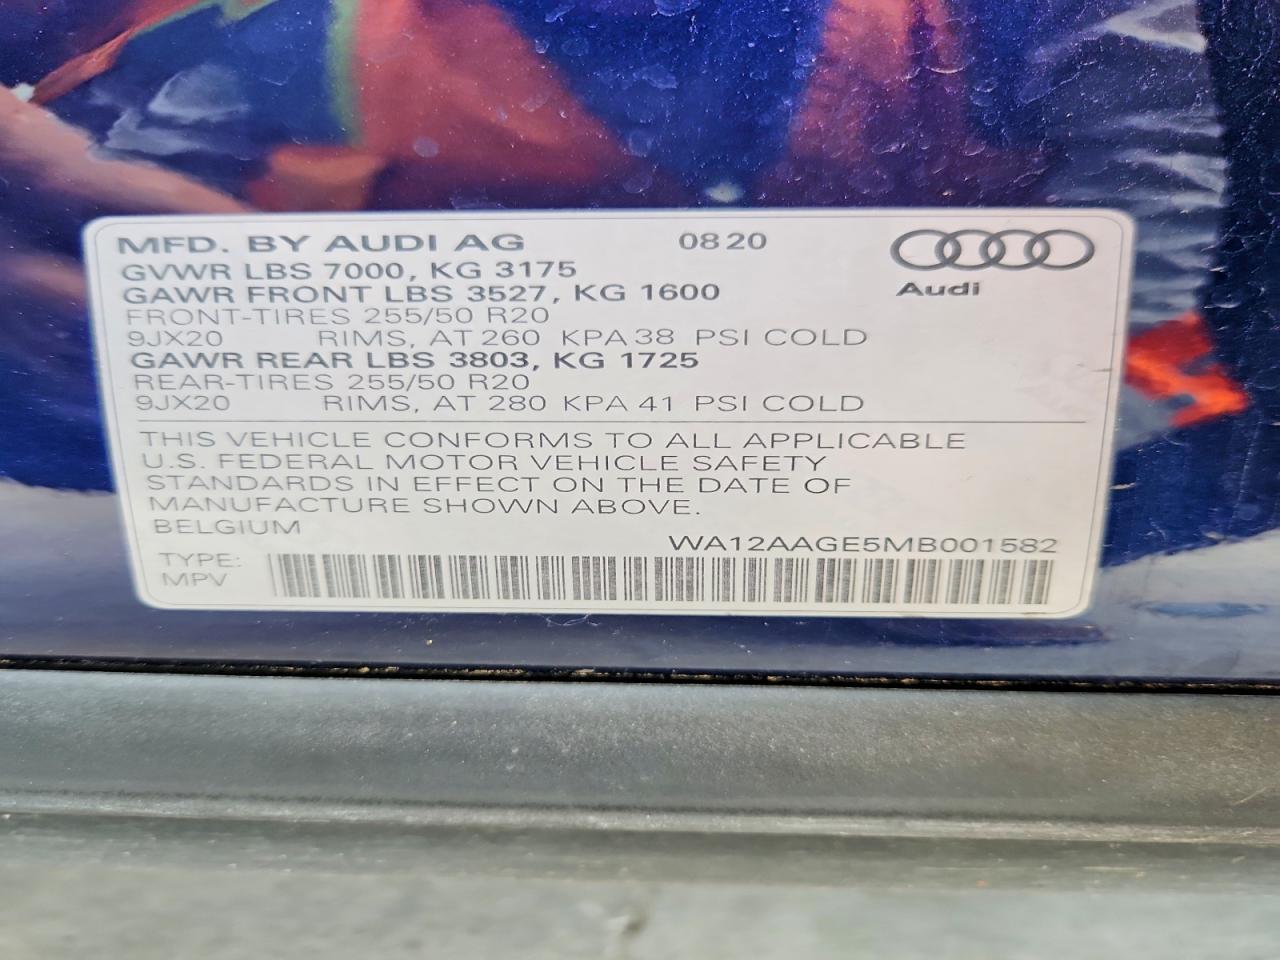 MFD. BY AUDI AG 08 20
GVWR LBS 7000, KG 3175
GAWR FRONT LBS 3527, KG 1600
Audi
FRONT-TIRES 255/50 R20
9JX20 RIMS, AT 260 KPA 38 PSI COLD
GAWR REAR LBS 3803, KG 1725
REAR-TIRES 255/50 R20
9JX20 RIMS, AT 280 KPA 41 PSI COLD
THIS VEHICLE CONFORMS TO ALL APPLICABLE
U.S. FEDERAL MOTOR VEHICLE SAFETY
STANDARDS IN EFFECT ON THE DATE OF
MANUFACTURE SHOWN ABOVE.
BELGIUM
WA12AAGE5MB001582
TYPE:
MPV